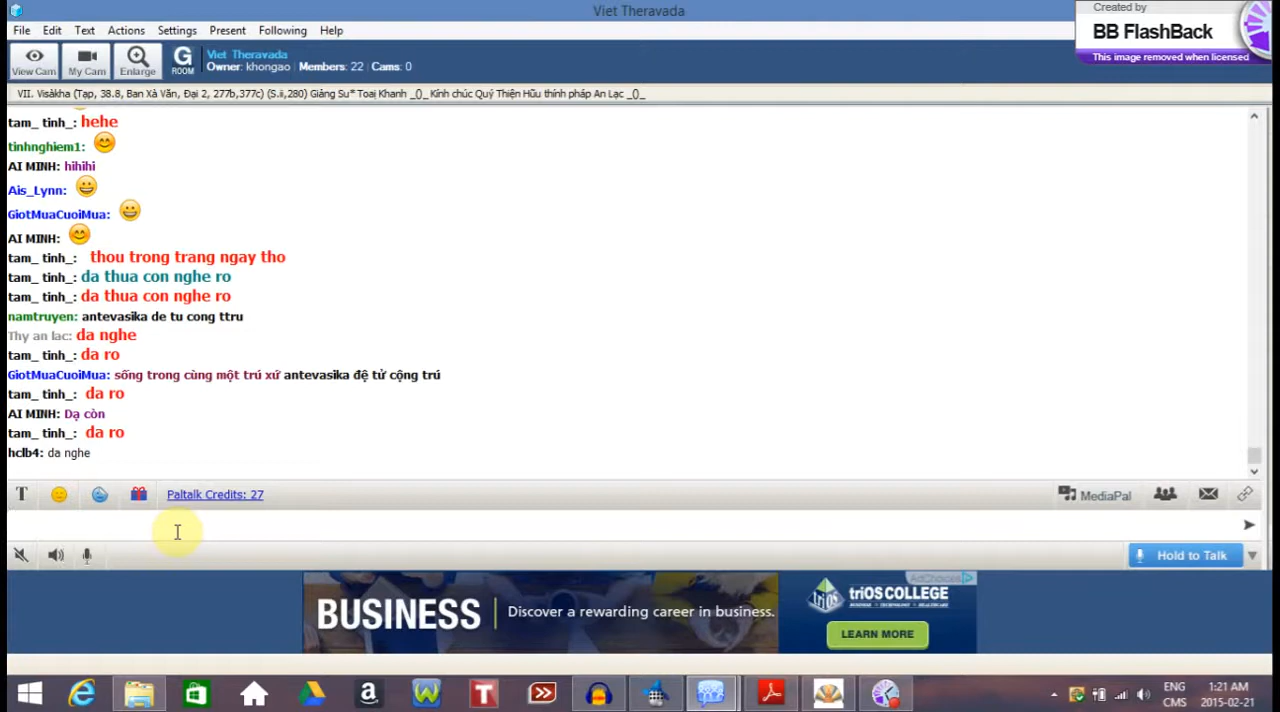 Viet Theravada
Created by
BB FlashBack
This image removed when licensed
File Edit Text Actions Settings Present Following Help
View Cam
My Cam
Enlarge
G
ROOM
Viet Theravada
Owner: khongao : Members: 22 : Cams: 0
VII. Visàkha (Tạp, 38.8, Ban Xà Văn, Đại 2, 277b,377c) (S.ii,280) Giảng Sư* Toại Khanh _()_ Kính chúc Quý Thiện Hữu thính pháp An Lạc _()_
tam_ tinh_: hehe
tinhnghiem1:
AI MINH: hihihi
Ais_Lynn:
GiotMuaCuoiMua:
AI MINH:
tam_ tinh_: thou trong trang ngay tho
tam_ tinh_: da thua con nghe ro
tam_ tinh_: da thua con nghe ro
namtruyen: antevasika de tu cong ttru
Thy an lac: da nghe
tam_ tinh_: da ro
GiotMuaCuoiMua: sống trong cùng một trú xứ antevasika đệ tử cộng trú
tam_ tinh_: da ro
AI MINH: Dạ còn
tam_ tinh_: da ro
hclb4: da nghe
T Paltalk Credits: 27 MediaPal
Hold to Talk
AdChoices
BUSINESS Discover a rewarding career in business.
triOS COLLEGE
BUSINESS • TECHNOLOGY • HEALTHCARE
LEARN MORE
ENG 1:21 AM
CMS 2015-02-21